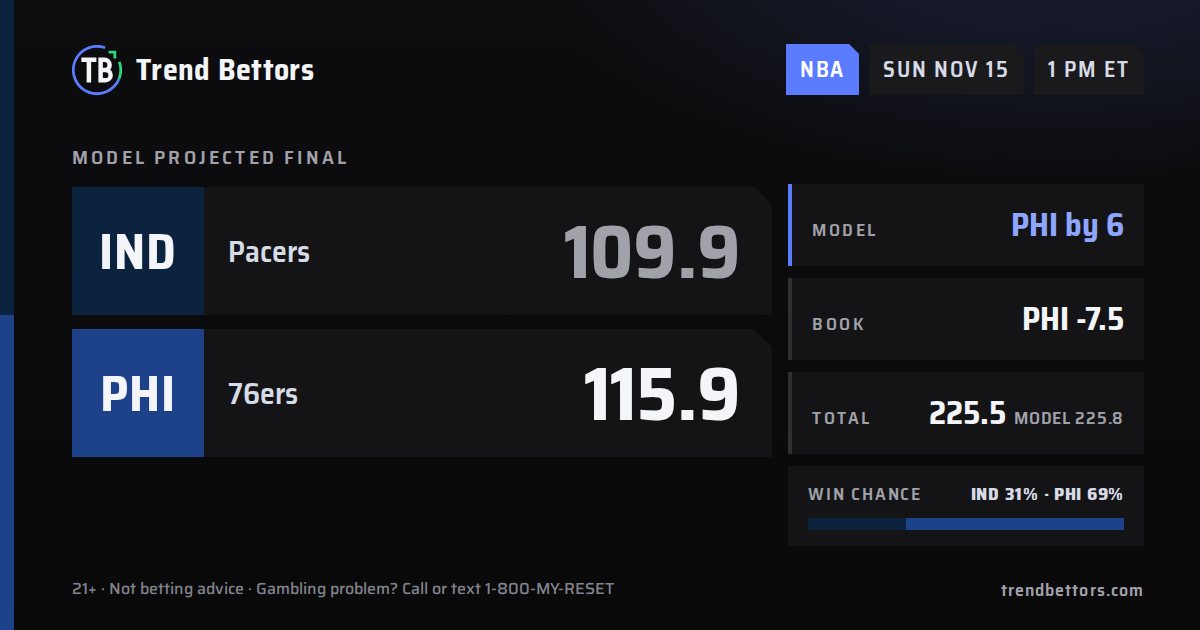 TB Trend Bettors
NBA SUN NOV 15 1 PM ET
MODEL PROJECTED FINAL
IND Pacers 109.9
PHI 76ers 115.9
MODEL PHI by 6
BOOK PHI -7.5
TOTAL 225.5 MODEL 225.8
WIN CHANCE IND 31% · PHI 69%
21+ · Not betting advice · Gambling problem? Call or text 1-800-MY-RESET
trendbettors.com